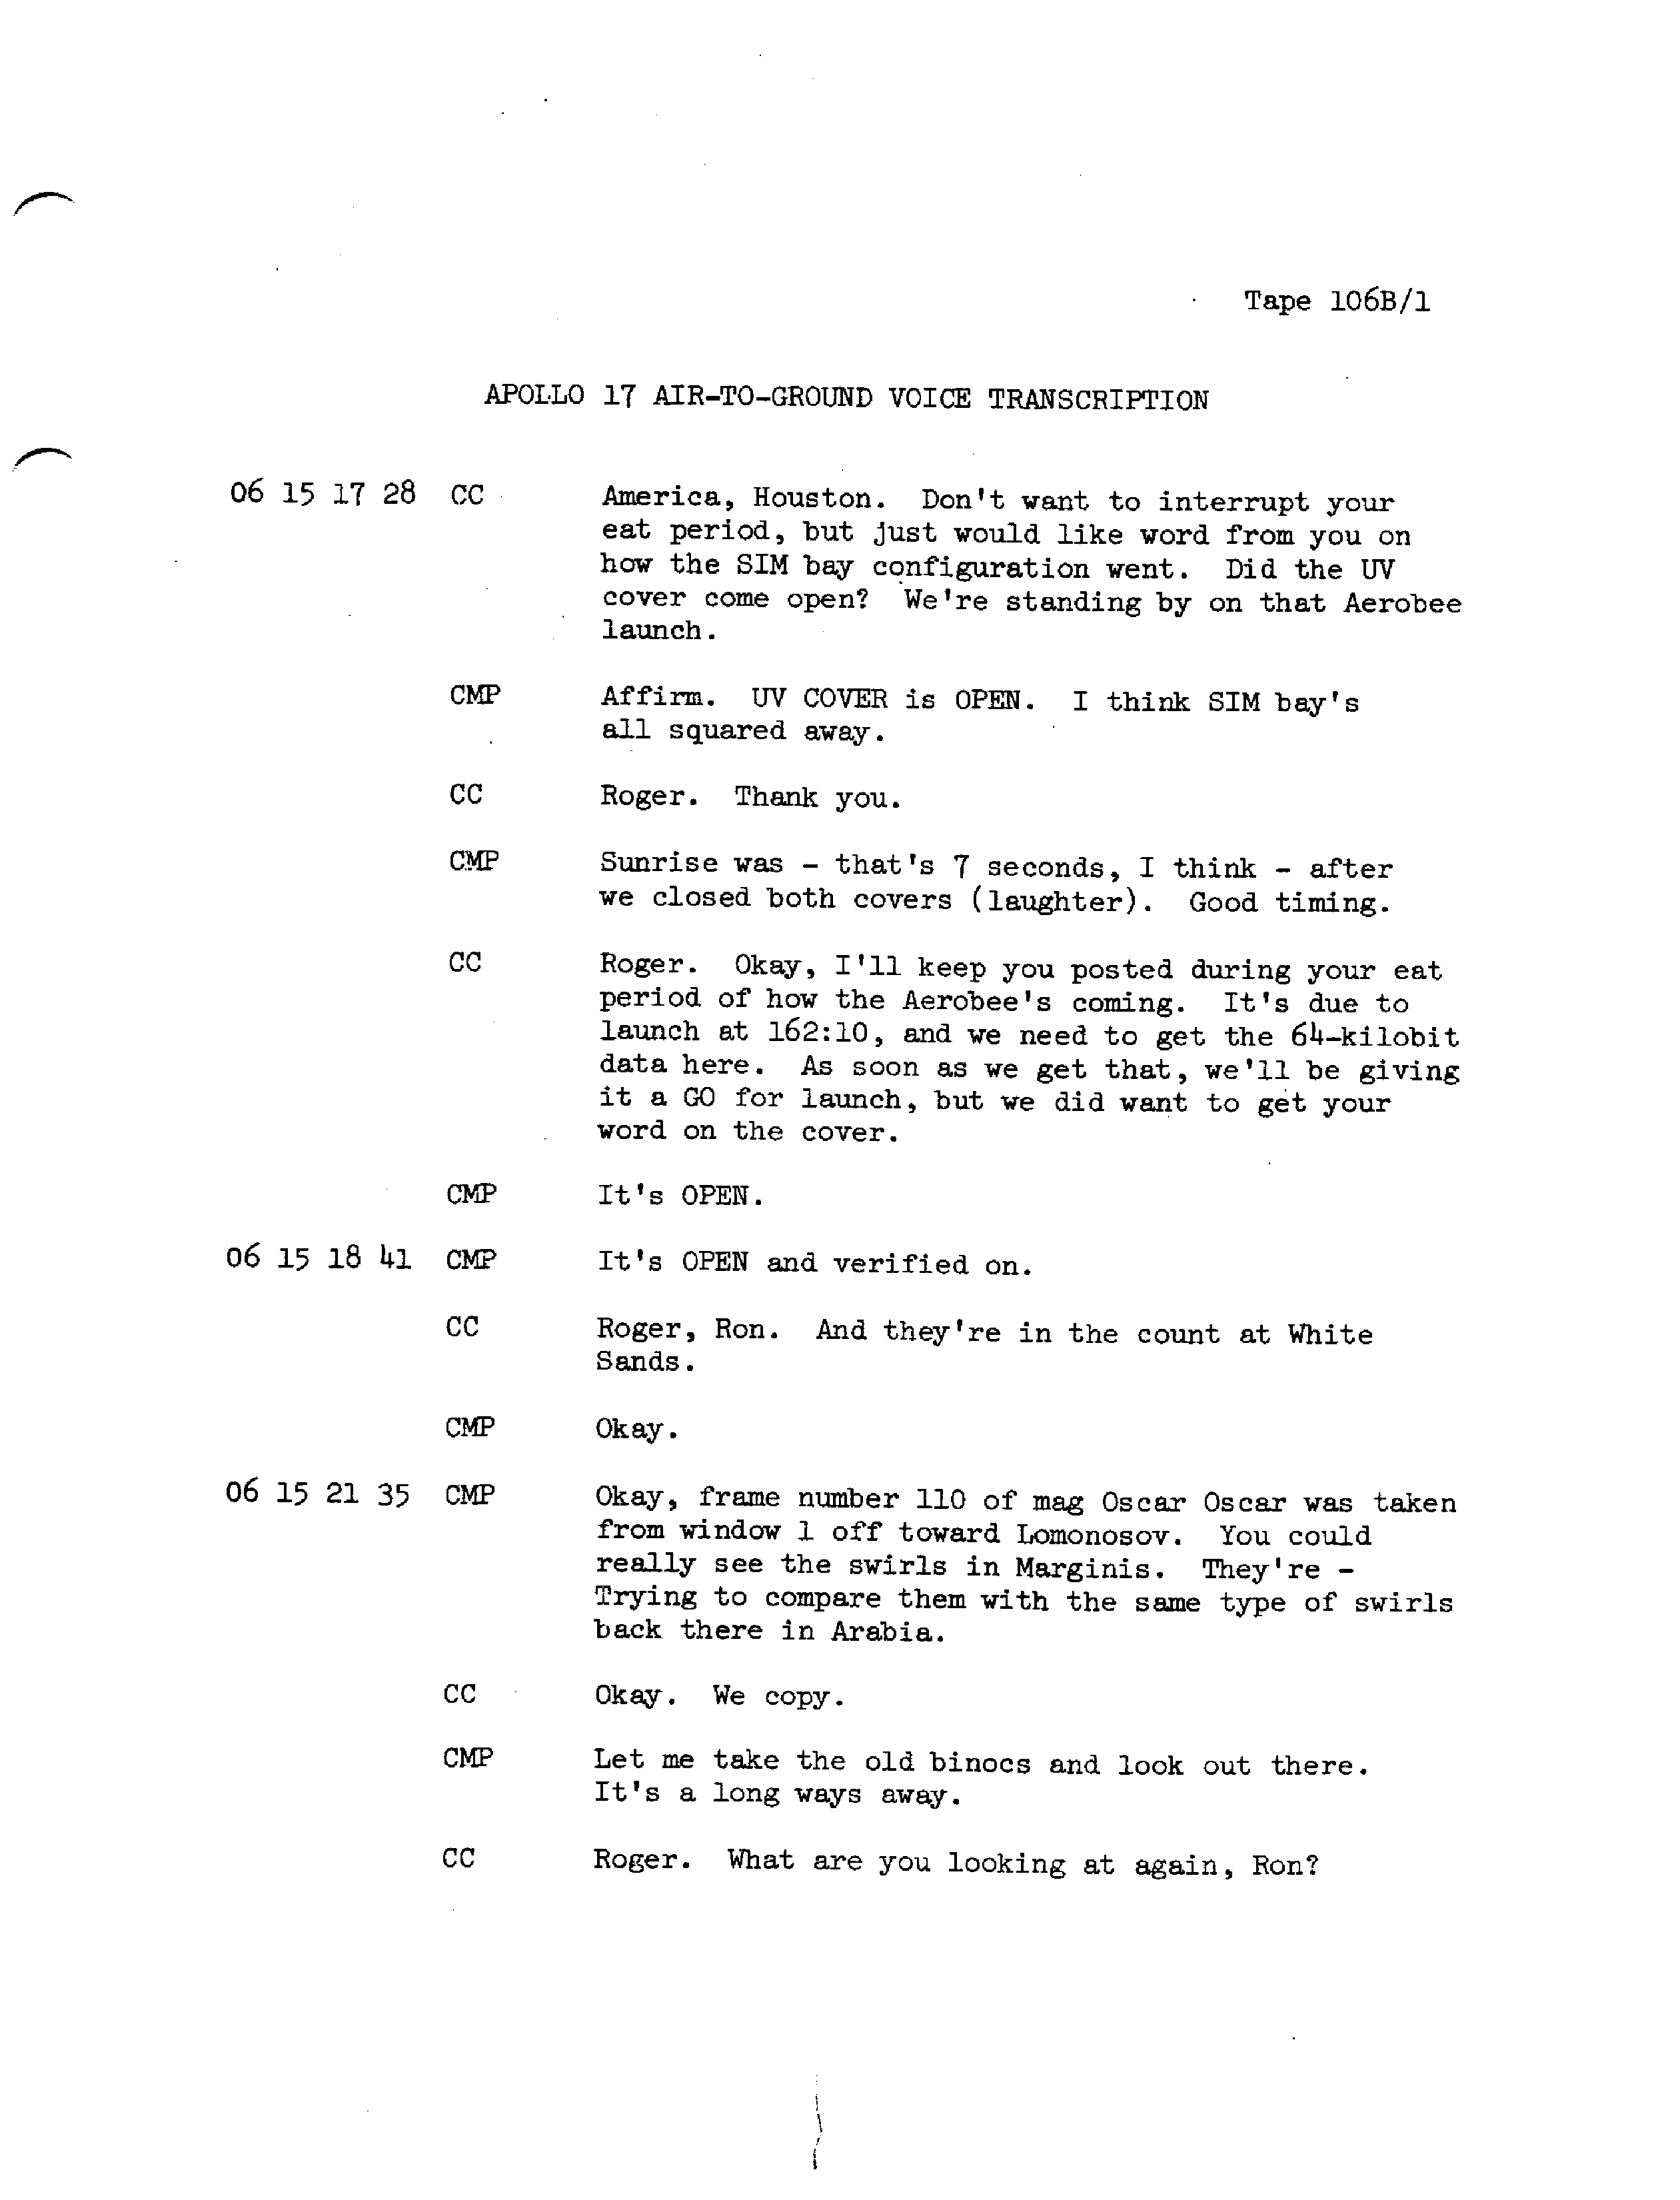 Tape 106B/1
APOLLO 17 AIR-TO-GROUND VOICE TRANSCRIPTION
06 15 17 28 CC America, Houston. Don't want to interrupt your
eat period, but just would like word from you on
how the SIM bay configuration went. Did the UV
cover come open? We're standing by on that Aerobee
launch.
CMP Affirm. UV COVER is OPEN. I think SIM bay's
all squared away.
CC Roger. Thank you.
CMP Sunrise was - that's 7 seconds, I think - after
we closed both covers (laughter). Good timing.
CC Roger. Okay, I'll keep you posted during your eat
period of how the Aerobee's coming. It's due to
launch at 162:10, and we need to get the 64-kilobit
data here. As soon as we get that, we'll be giving
it a GO for launch, but we did want to get your
word on the cover.
CMP It's OPEN.
06 15 18 41 CMP It's OPEN and verified on.
CC Roger, Ron. And they're in the count at White
Sands.
CMP Okay.
06 15 21 35 CMP Okay, frame number 110 of mag Oscar Oscar was taken
from window 1 off toward Lomonosov. You could
really see the swirls in Marginis. They're -
Trying to compare them with the same type of swirls
back there in Arabia.
CC Okay. We copy.
CMP Let me take the old binocs and look out there.
It's a long ways away.
CC Roger. What are you looking at again, Ron?